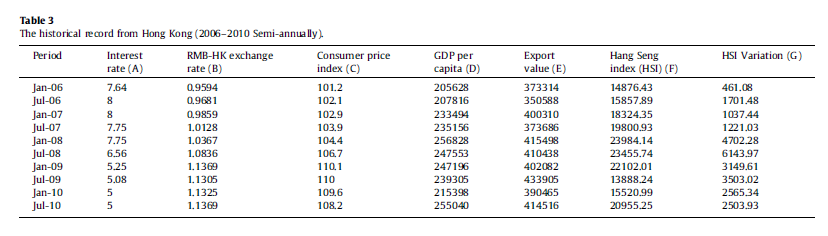 Table 3
The historical record from Hong Kong (2006–2010 Semi-annually).
Period Interest rate (A) RMB-HK exchange rate (B) Consumer price index (C) GDP per capita (D) Export value (E) Hang Seng index (HSI) (F) HSI Variation (G)
Jan-06 7.64 0.9594 101.2 205628 373314 14876.43 461.08
Jul-06 8 0.9681 102.1 207816 350588 15857.89 1701.48
Jan-07 8 0.9859 102.9 233494 400310 18324.35 1037.44
Jul-07 7.75 1.0128 103.9 235156 373686 19800.93 1221.03
Jan-08 7.75 1.0367 104.4 256828 415498 23984.14 4702.28
Jul-08 6.56 1.0836 106.7 247553 410438 23455.74 6143.97
Jan-09 5.25 1.1369 110.1 247196 402082 22102.01 3149.61
Jul-09 5.08 1.1305 110 239305 433905 13888.24 3503.02
Jan-10 5 1.1325 109.6 215398 390465 15520.99 2565.34
Jul-10 5 1.1369 108.2 255040 414516 20955.25 2503.93